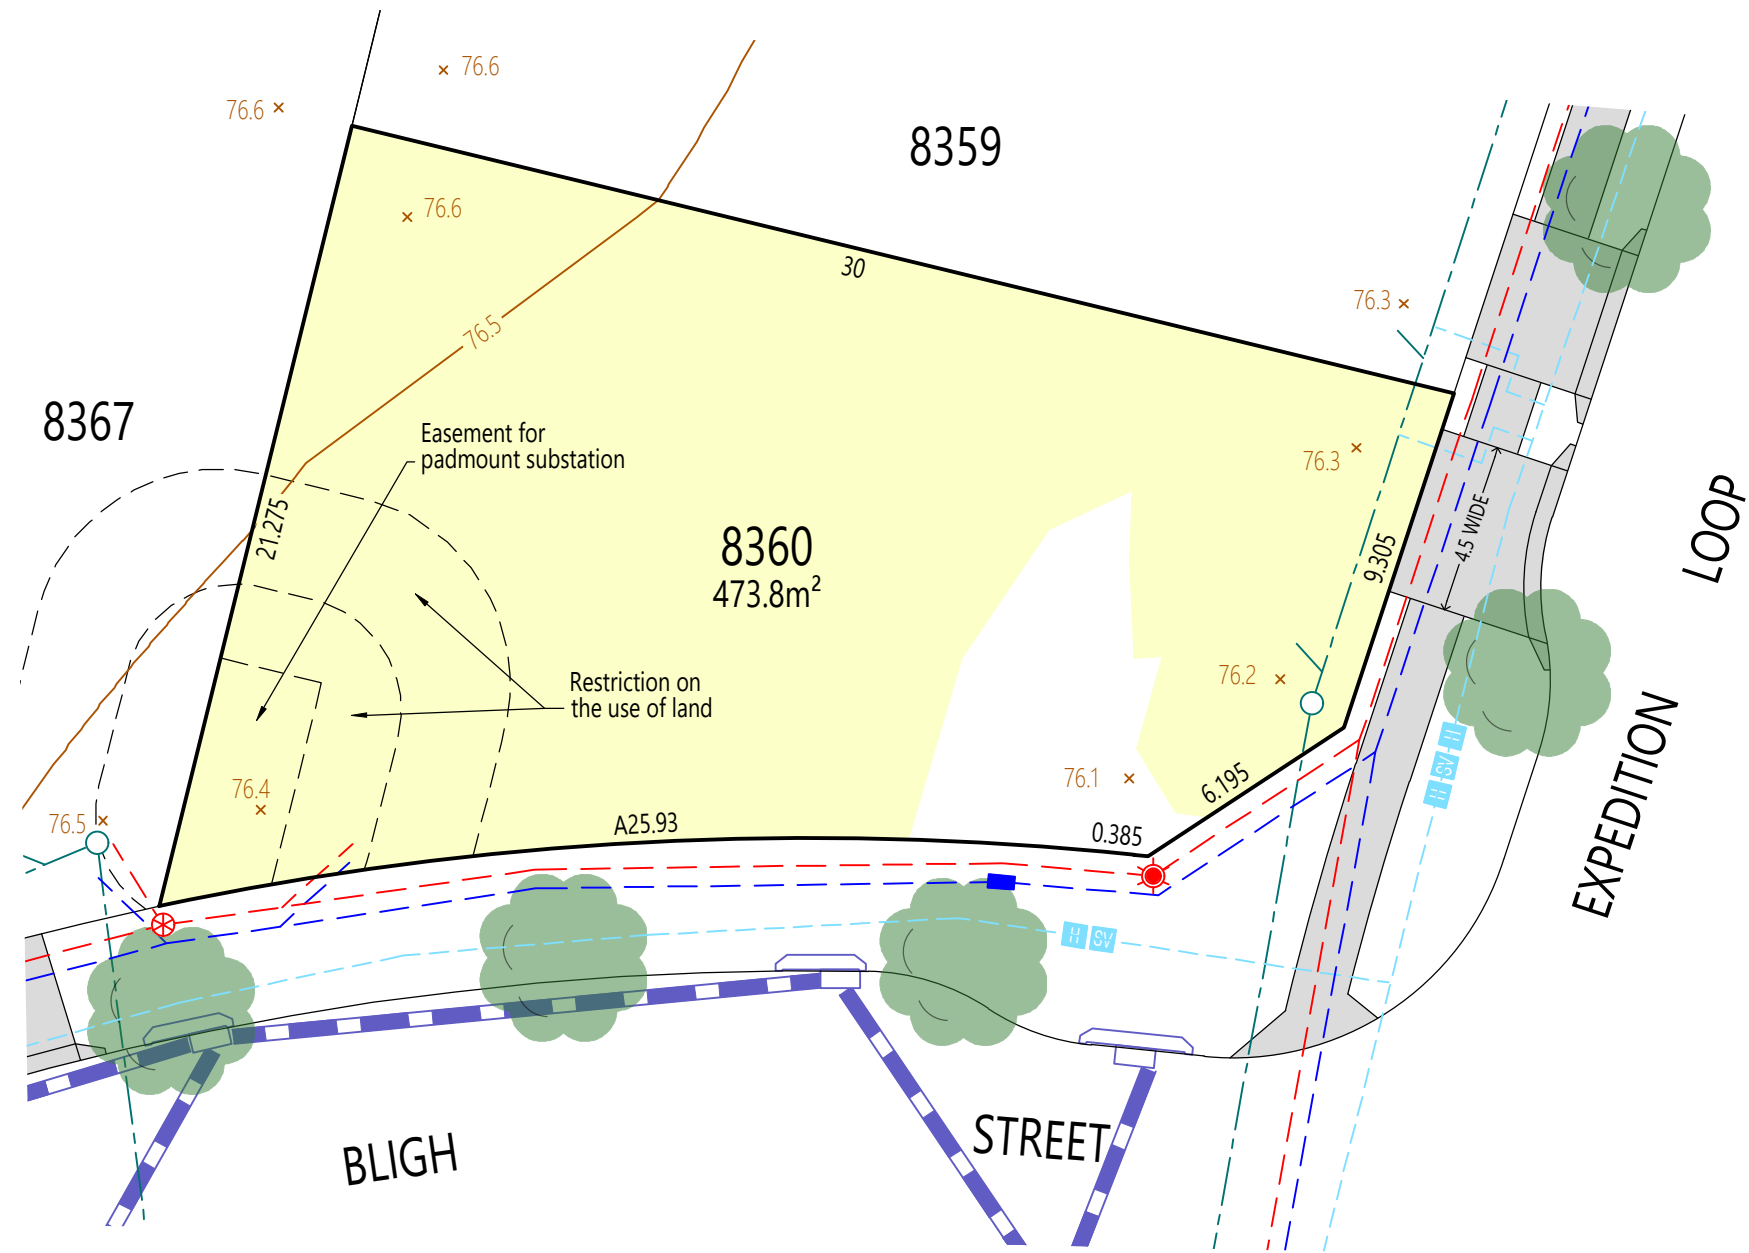 76.6
76.6
8359
76.6
30
76.3
76.5
8367
Easement for
padmount substation
76.3
21.275
4.5 WIDE
LOOP
8360
473.8m²
9.305
Restriction on
the use of land
76.2
H
SV
H
76.4
76.1
6.195
76.5
A25.93
0.385
EXPEDITION
H
SV
BLIGH
STREET